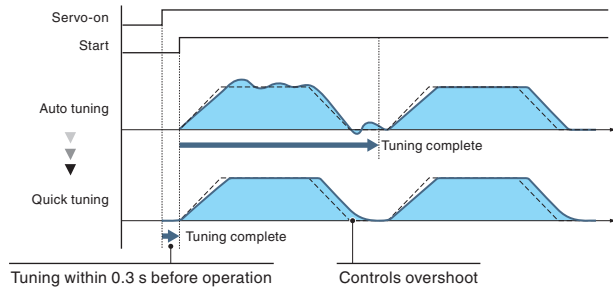 Servo-on
Start
Auto tuning
Tuning complete
Quick tuning
Tuning complete
Tuning within 0.3 s before operation
Controls overshoot